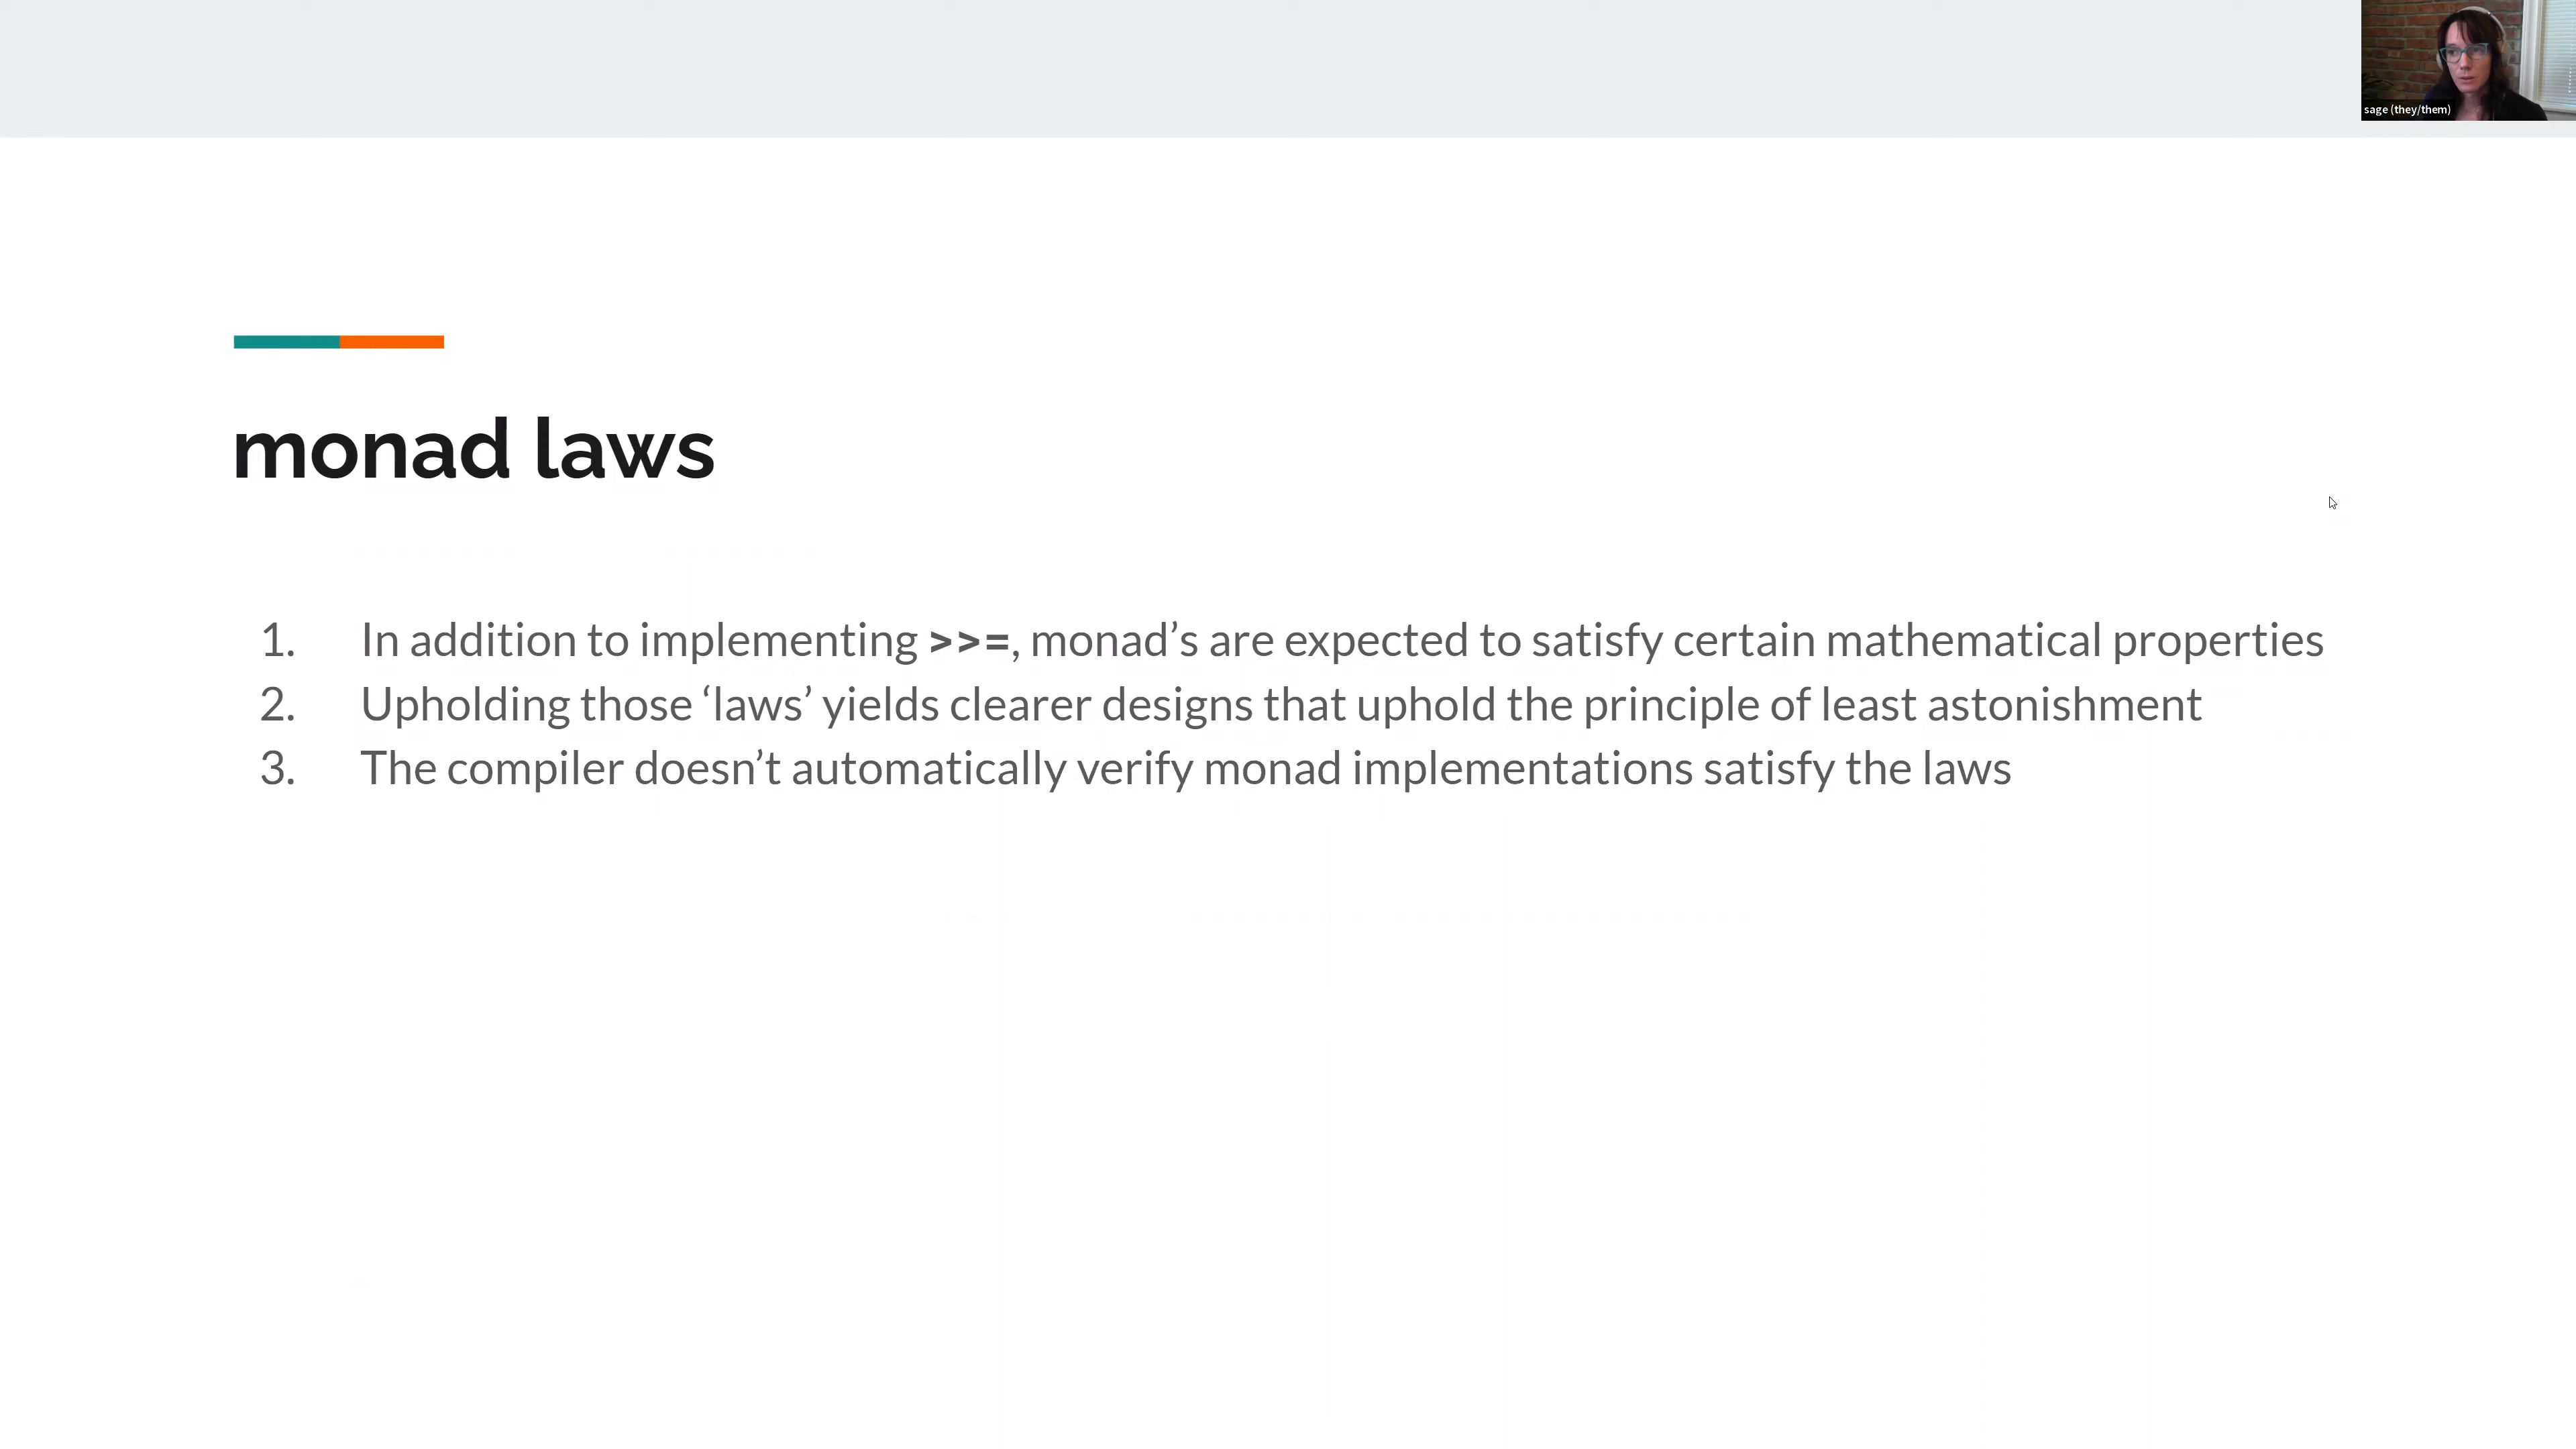 sage (they/them)
monad laws
1. In addition to implementing >>=, monad’s are expected to satisfy certain mathematical properties
2. Upholding those ‘laws’ yields clearer designs that uphold the principle of least astonishment
3. The compiler doesn’t automatically verify monad implementations satisfy the laws